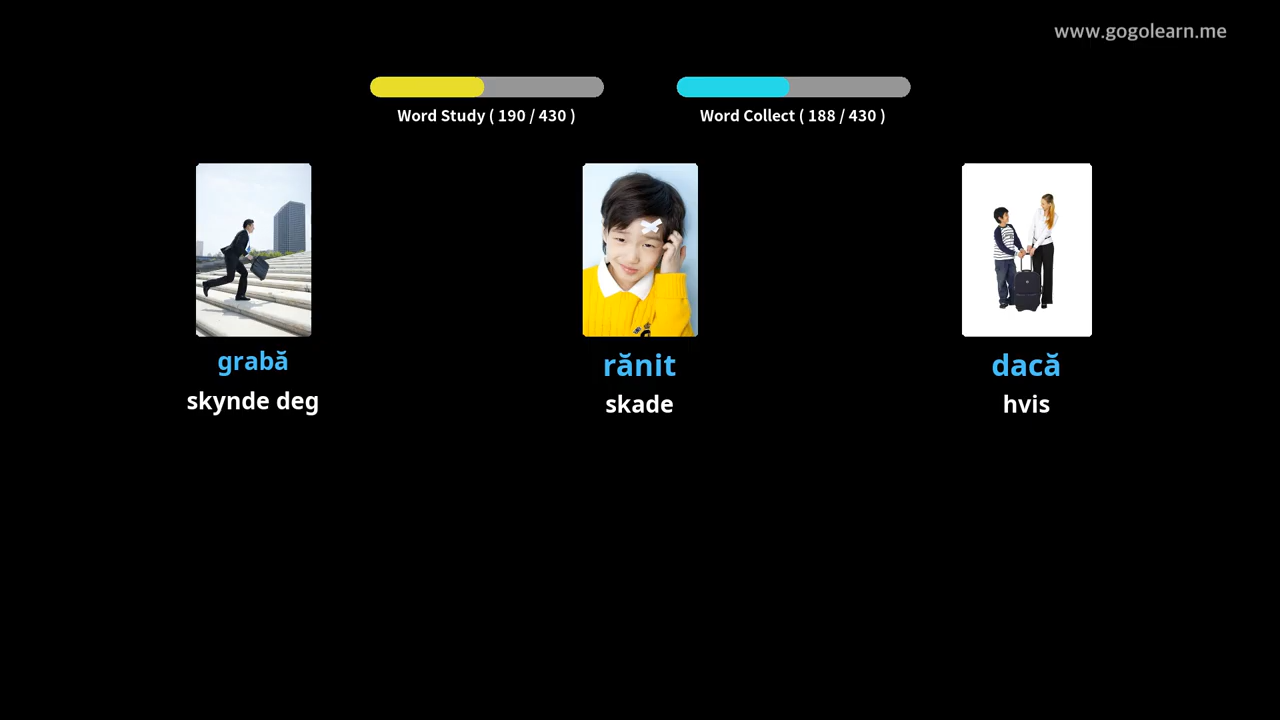 www.gogolearn.me
Word Study ( 190 / 430 )
Word Collect ( 188 / 430 )
grabă
skynde deg
rănit
skade
dacă
hvis